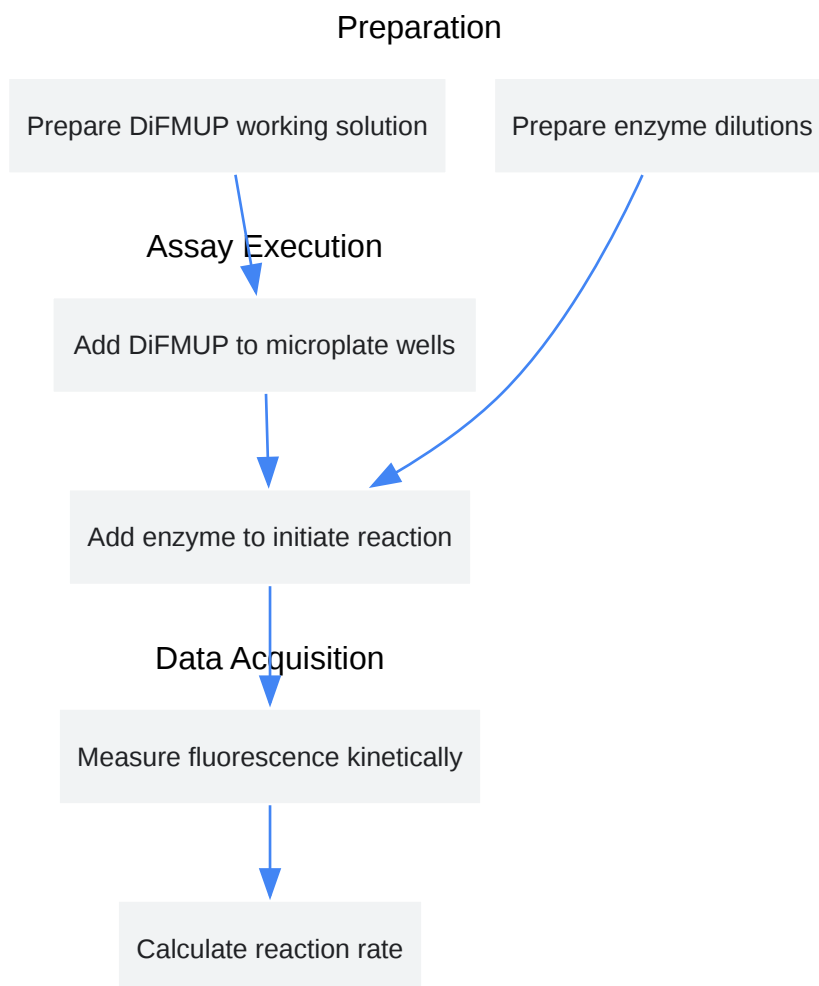 Preparation
Prepare DiFMUP working solution
Prepare enzyme dilutions
Assay Execution
Add DiFMUP to microplate wells
Add enzyme to initiate reaction
Data Acquisition
Measure fluorescence kinetically
Calculate reaction rate